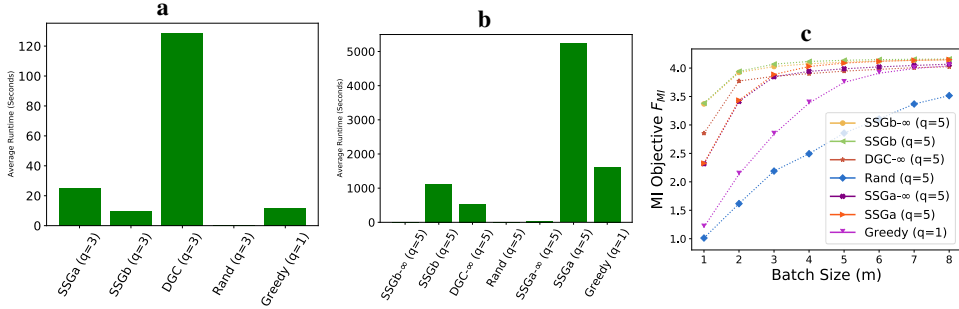 a
Average Runtime (Seconds)
120
100
80
60
40
20
0
SSGa (q=3)
SSGb (q=3)
DGC (q=3)
Rand (q=3)
Greedy (q=1)
b
Average Runtime (Seconds)
5000
4000
3000
2000
1000
0
SSGb-∞ (q=5)
SSGb (q=5)
DGC-∞ (q=5)
Rand (q=5)
SSGa-∞ (q=5)
SSGa (q=5)
Greedy (q=1)
c
MI Objective F_MI
4.0
3.5
3.0
2.5
2.0
1.5
1.0
SSGb-∞ (q=5)
SSGb (q=5)
DGC-∞ (q=5)
Rand (q=5)
SSGa-∞ (q=5)
SSGa (q=5)
Greedy (q=1)
1 2 3 4 5 6 7 8
Batch Size (m)